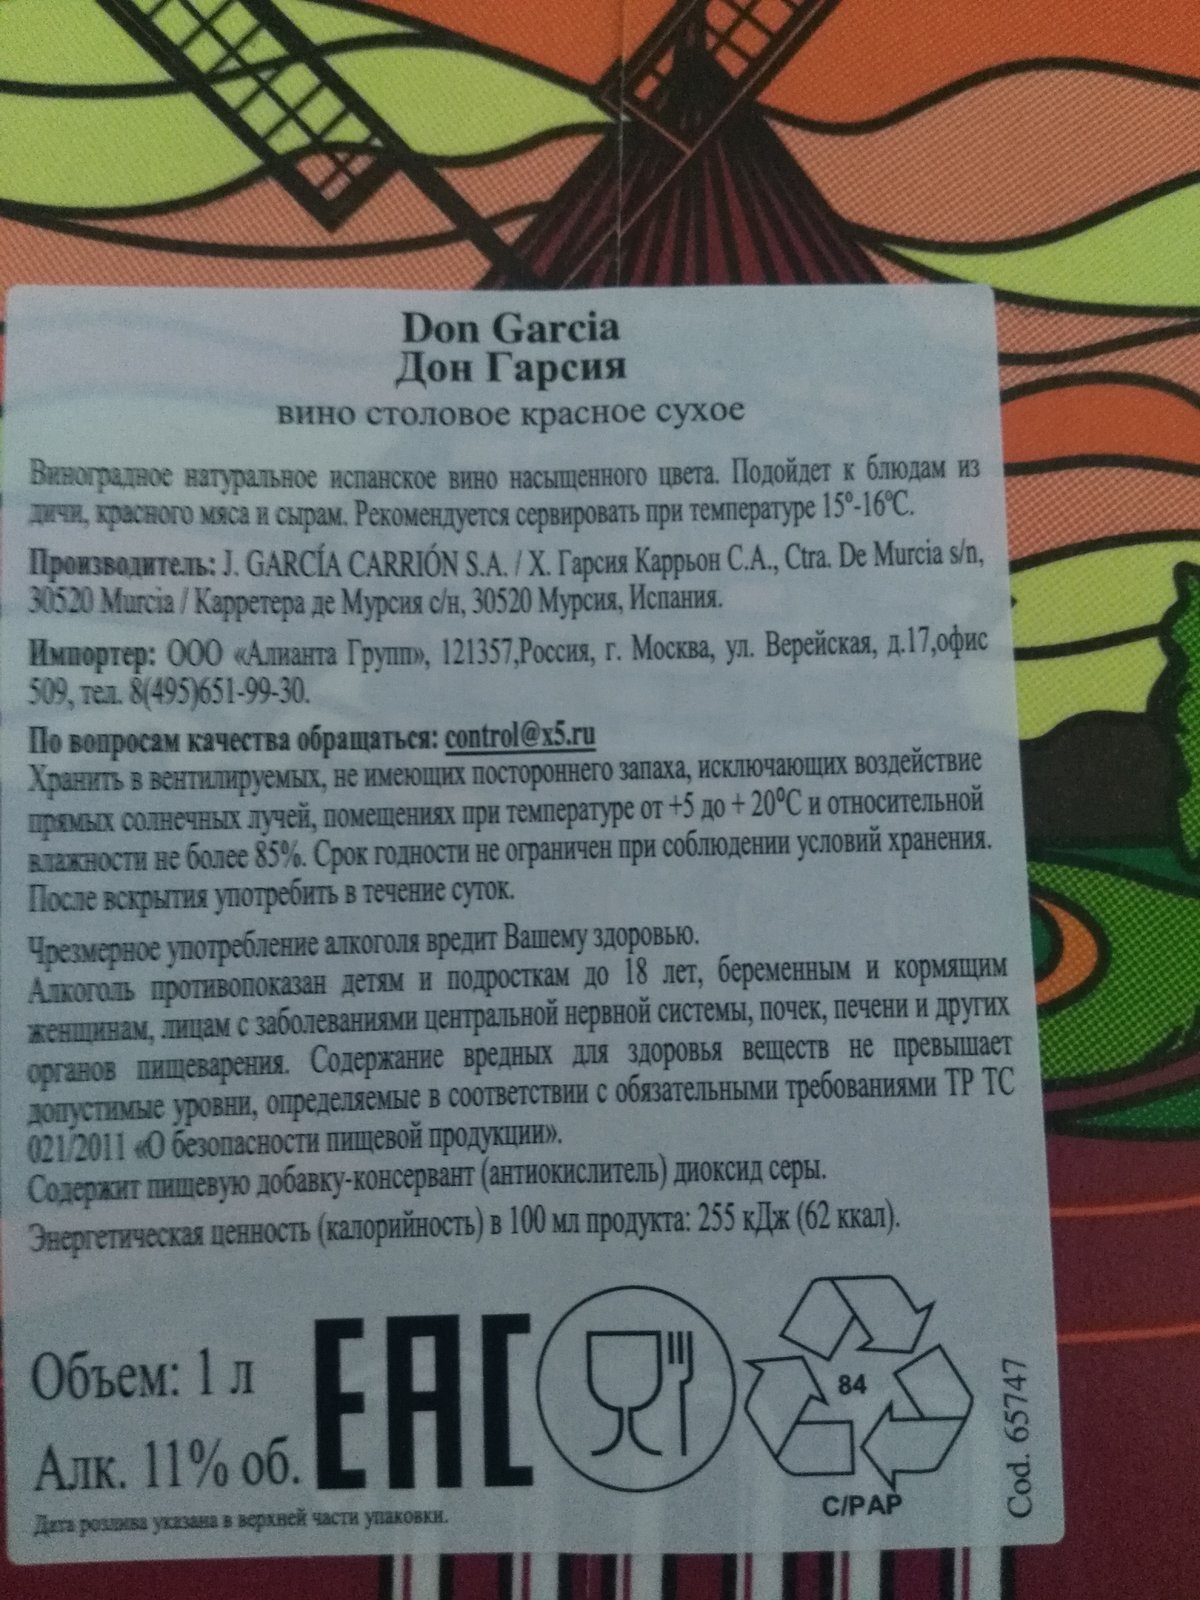 Don Garcia
Дон Гарсия
вино столовое красное сухое
Виноградное натуральное испанское вино насыщенного цвета. Подойдет к блюдам из
дичи, красного мяса и сырам. Рекомендуется сервировать при температуре 15°-16°С.
Производитель: J. GARCÍA CARRIÓN S.A. / Х. Гарсия Каррьон С.А., Ctra. De Murcia s/n,
30520 Murcia / Карретера де Мурсия с/н, 30520 Мурсия, Испания.
Импортер: ООО «Алианта Групп», 121357,Россия, г. Москва, ул. Верейская, д.17,офис
509, тел. 8(495)651-99-30.
По вопросам качества обращаться: control@x5.ru
Хранить в вентилируемых, не имеющих постороннего запаха, исключающих воздействие
прямых солнечных лучей, помещениях при температуре от +5 до + 20°С и относительной
влажности не более 85%. Срок годности не ограничен при соблюдении условий хранения.
После вскрытия употребить в течение суток.
Чрезмерное употребление алкоголя вредит Вашему здоровью.
Алкоголь противопоказан детям и подросткам до 18 лет, беременным и кормящим
женщинам, лицам с заболеваниями центральной нервной системы, почек, печени и других
органов пищеварения. Содержание вредных для здоровья веществ не превышает
допустимые уровни, определяемые в соответствии с обязательными требованиями ТР ТС
021/2011 «О безопасности пищевой продукции».
Содержит пищевую добавку-консервант (антиокислитель) диоксид серы.
Энергетическая ценность (калорийность) в 100 мл продукта: 255 кДж (62 ккал).
Объем: 1 л
Алк. 11% об.
EAC
84
C/PAP
Cod. 65747
Дата розлива указана в верхней части упаковки.